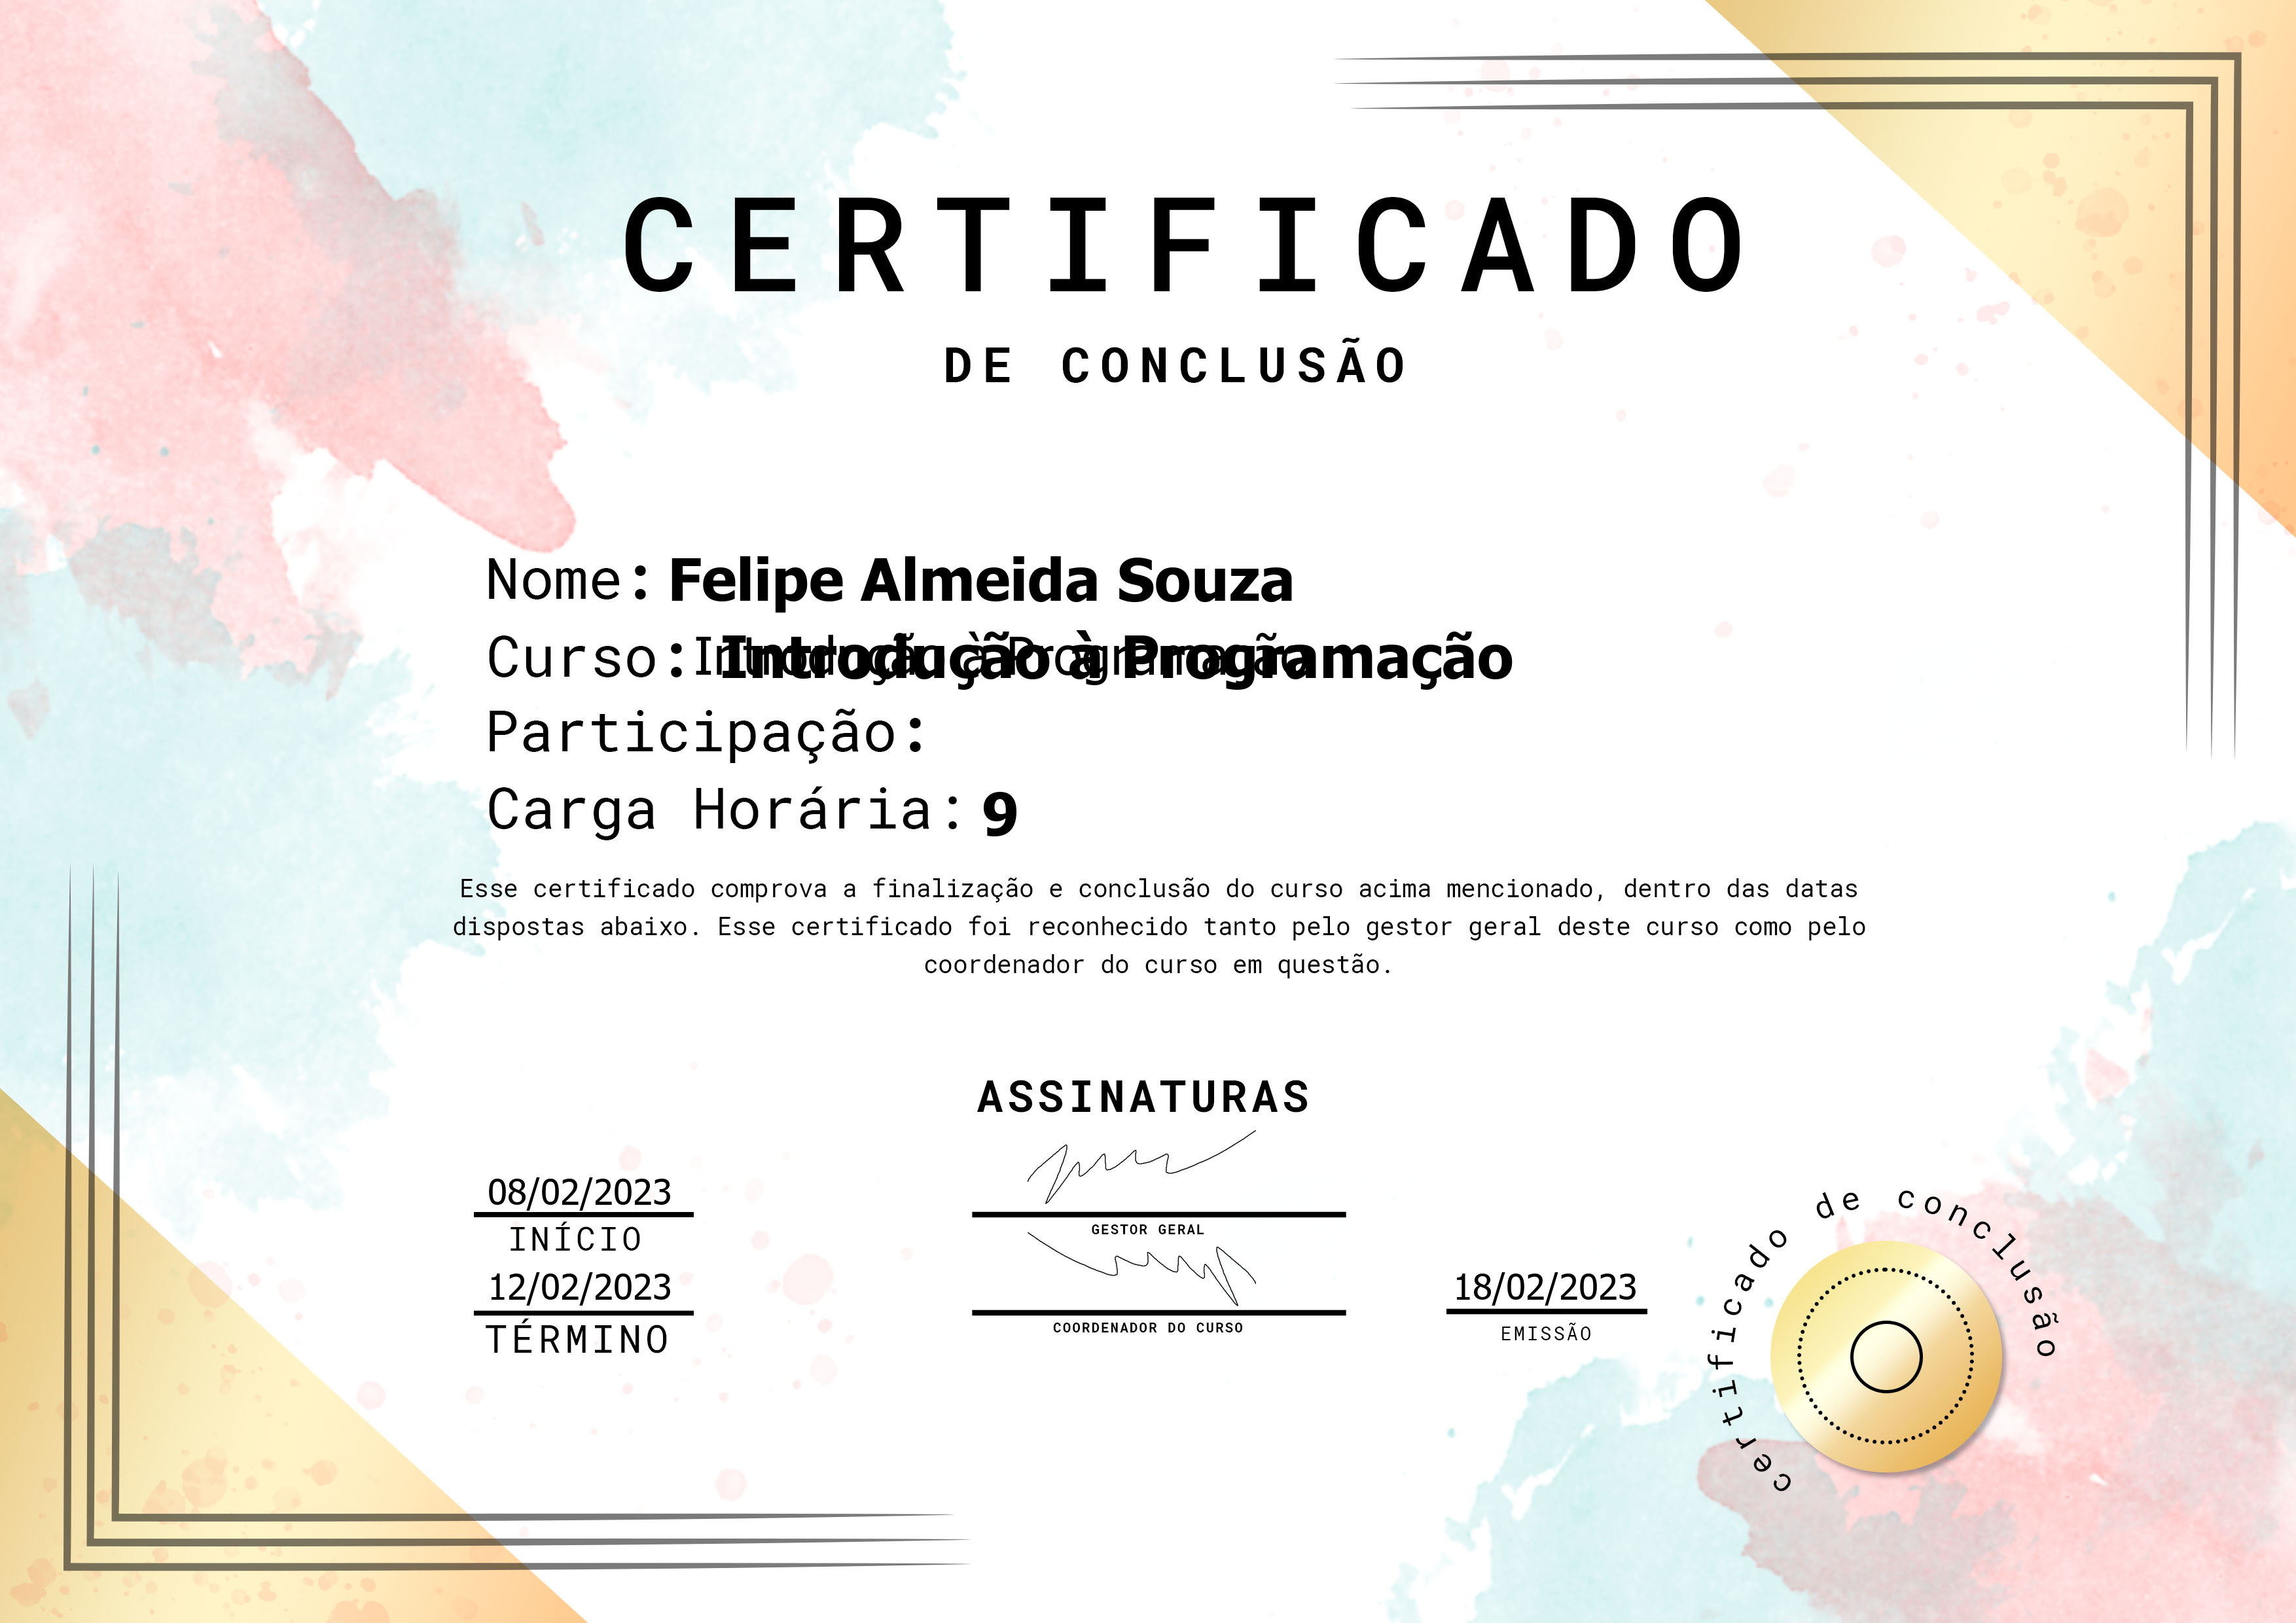 CERTIFICADO
DE CONCLUSÃO
Nome: Felipe Almeida Souza
Curso: Introdução à Programação Introdução à Programação
Participação:
Carga Horária: 9
Esse certificado comprova a finalização e conclusão do curso acima mencionado, dentro das datas
dispostas abaixo. Esse certificado foi reconhecido tanto pelo gestor geral deste curso como pelo
coordenador do curso em questão.
ASSINATURAS
08/02/2023
INÍCIO
GESTOR GERAL
12/02/2023
TÉRMINO
COORDENADOR DO CURSO
18/02/2023
EMISSÃO
certificado de conclusão